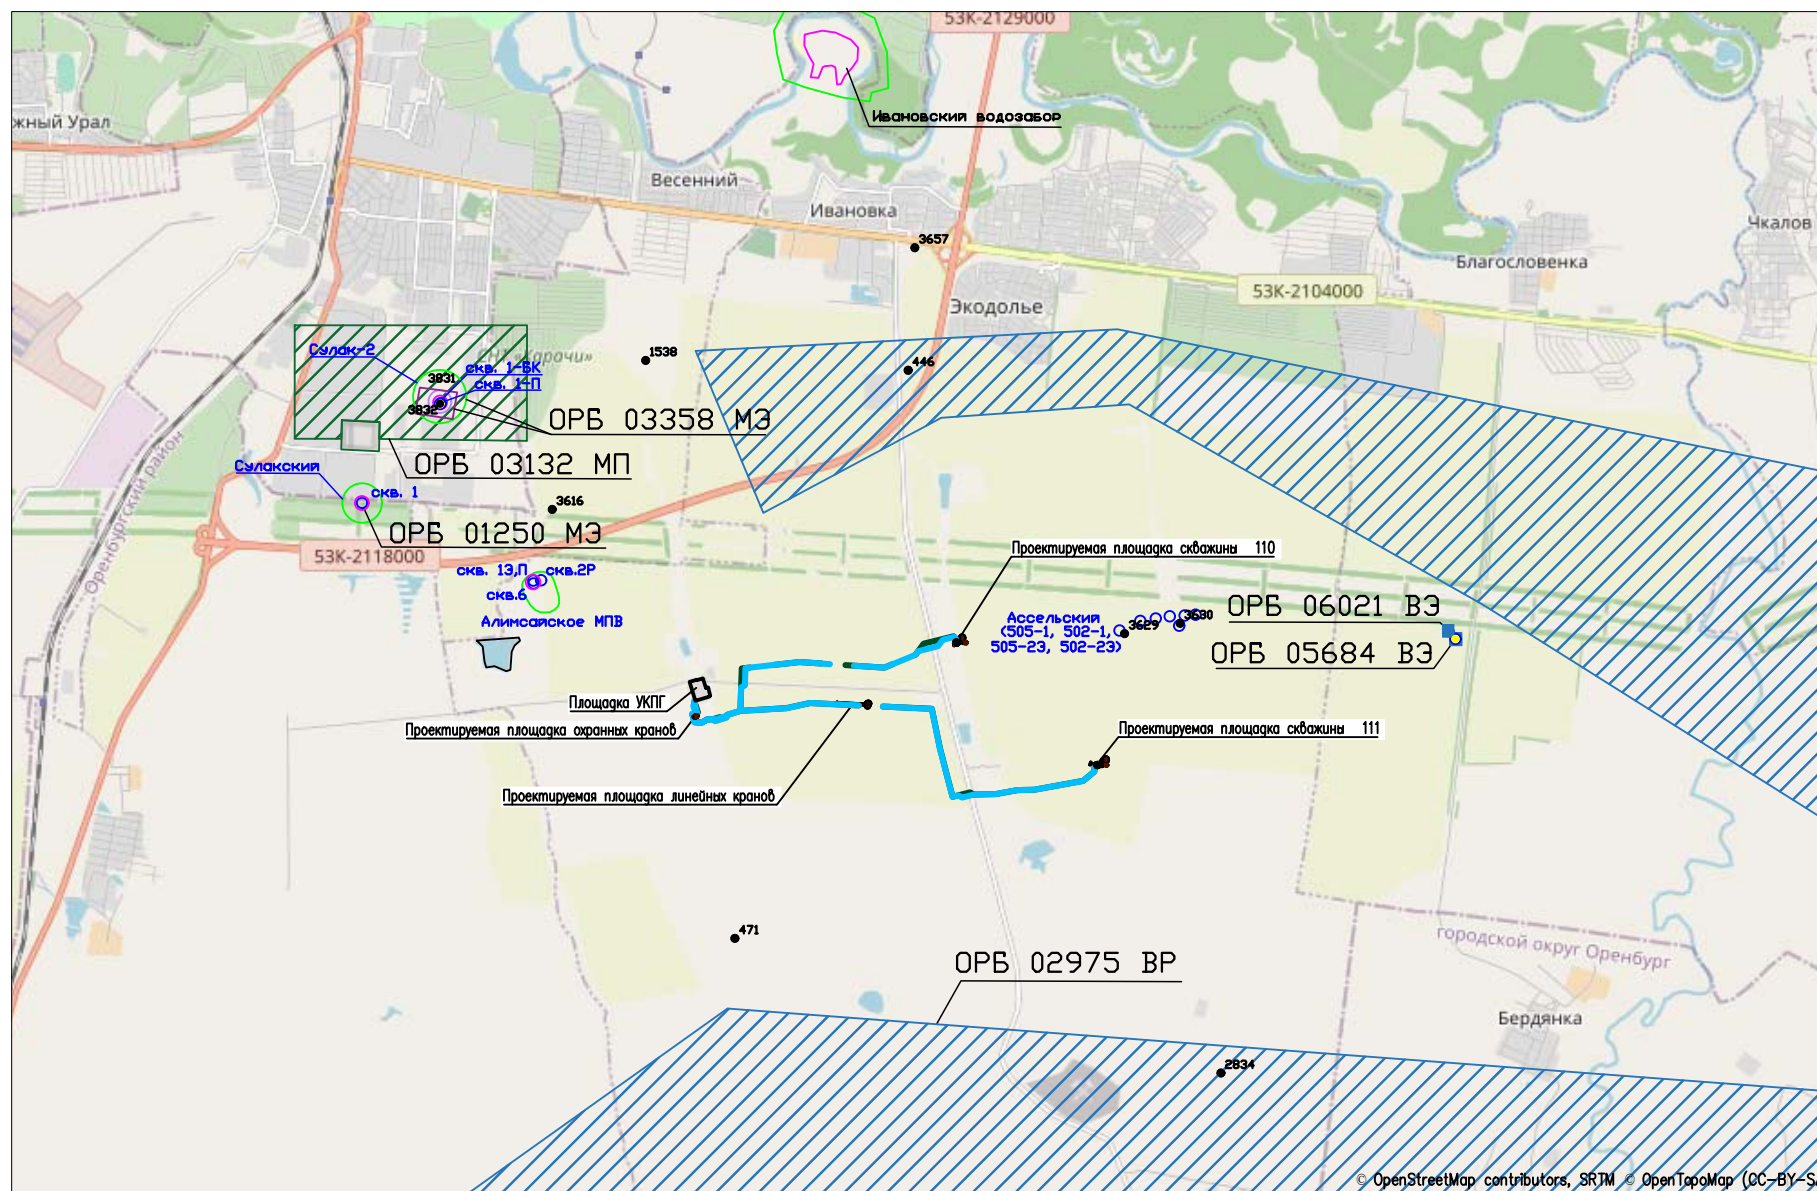 53К-2129000
жный Урал
Ивановский водозабор
Весенний
Ивановка
Чкалов
3657
Благословенка
53К-2104000
Экодолье
Сулак-2
СНТ «Карачи»
1538
446
скв. 1-БК
3831
скв. 1-П
3832
ОРБ 03358 МЭ
ОРБ 03132 МП
Сулакский
скв. 1
3616
ОРБ 01250 МЭ
53К-2118000
Оренбургский район
Проектируемая площадка скважины 110
скв. 1Э,П
скв.2Р
скв.6
Алимсайское МПВ
Ассельский
(505-1, 502-1,
505-2Э, 502-2Э)
3629
3630
ОРБ 06021 ВЭ
ОРБ 05684 ВЭ
Площадка УКПГ
Проектируемая площадка охранных кранов
Проектируемая площадка скважины 111
Проектируемая площадка линейных кранов
471
городской округ Оренбург
ОРБ 02975 ВР
Бердянка
2834
© OpenStreetMap contributors, SRTM © OpenTopoMap (CC-BY-S